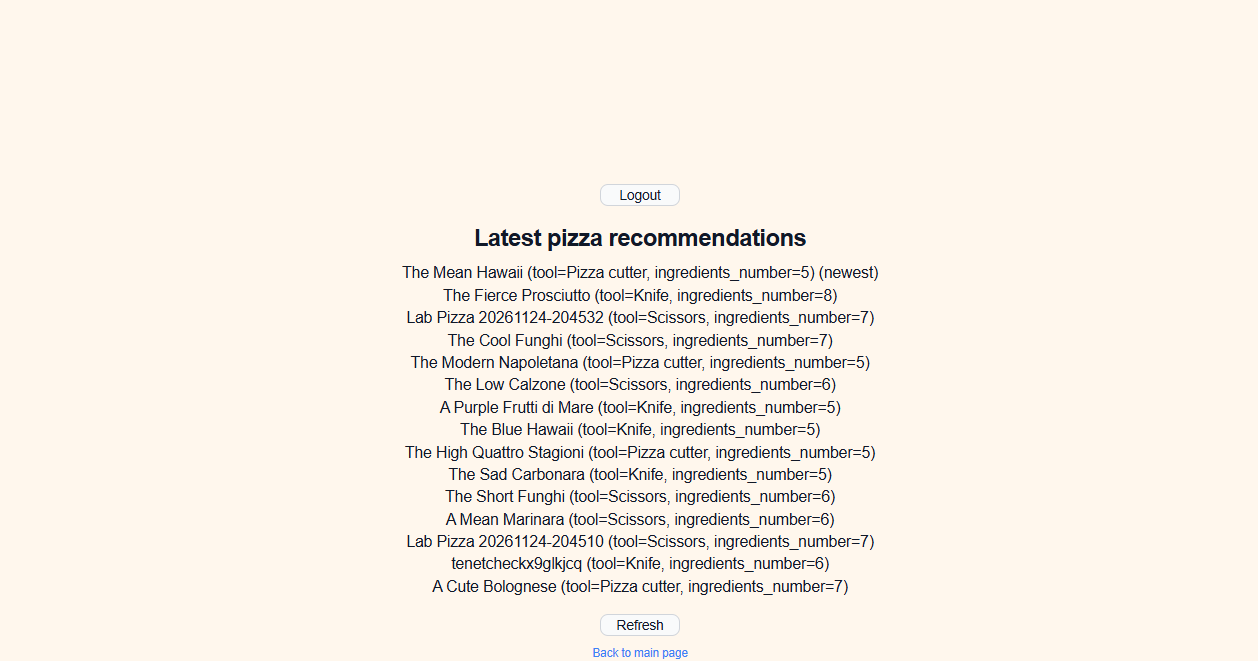 Logout
Latest pizza recommendations
The Mean Hawaii (tool=Pizza cutter, ingredients_number=5) (newest)
The Fierce Prosciutto (tool=Knife, ingredients_number=8)
Lab Pizza 20261124-204532 (tool=Scissors, ingredients_number=7)
The Cool Funghi (tool=Scissors, ingredients_number=7)
The Modern Napoletana (tool=Pizza cutter, ingredients_number=5)
The Low Calzone (tool=Scissors, ingredients_number=6)
A Purple Frutti di Mare (tool=Knife, ingredients_number=5)
The Blue Hawaii (tool=Knife, ingredients_number=5)
The High Quattro Stagioni (tool=Pizza cutter, ingredients_number=5)
The Sad Carbonara (tool=Knife, ingredients_number=5)
The Short Funghi (tool=Scissors, ingredients_number=6)
A Mean Marinara (tool=Scissors, ingredients_number=6)
Lab Pizza 20261124-204510 (tool=Scissors, ingredients_number=7)
tenetcheckx9glkjcq (tool=Knife, ingredients_number=6)
A Cute Bolognese (tool=Pizza cutter, ingredients_number=7)
Refresh
Back to main page